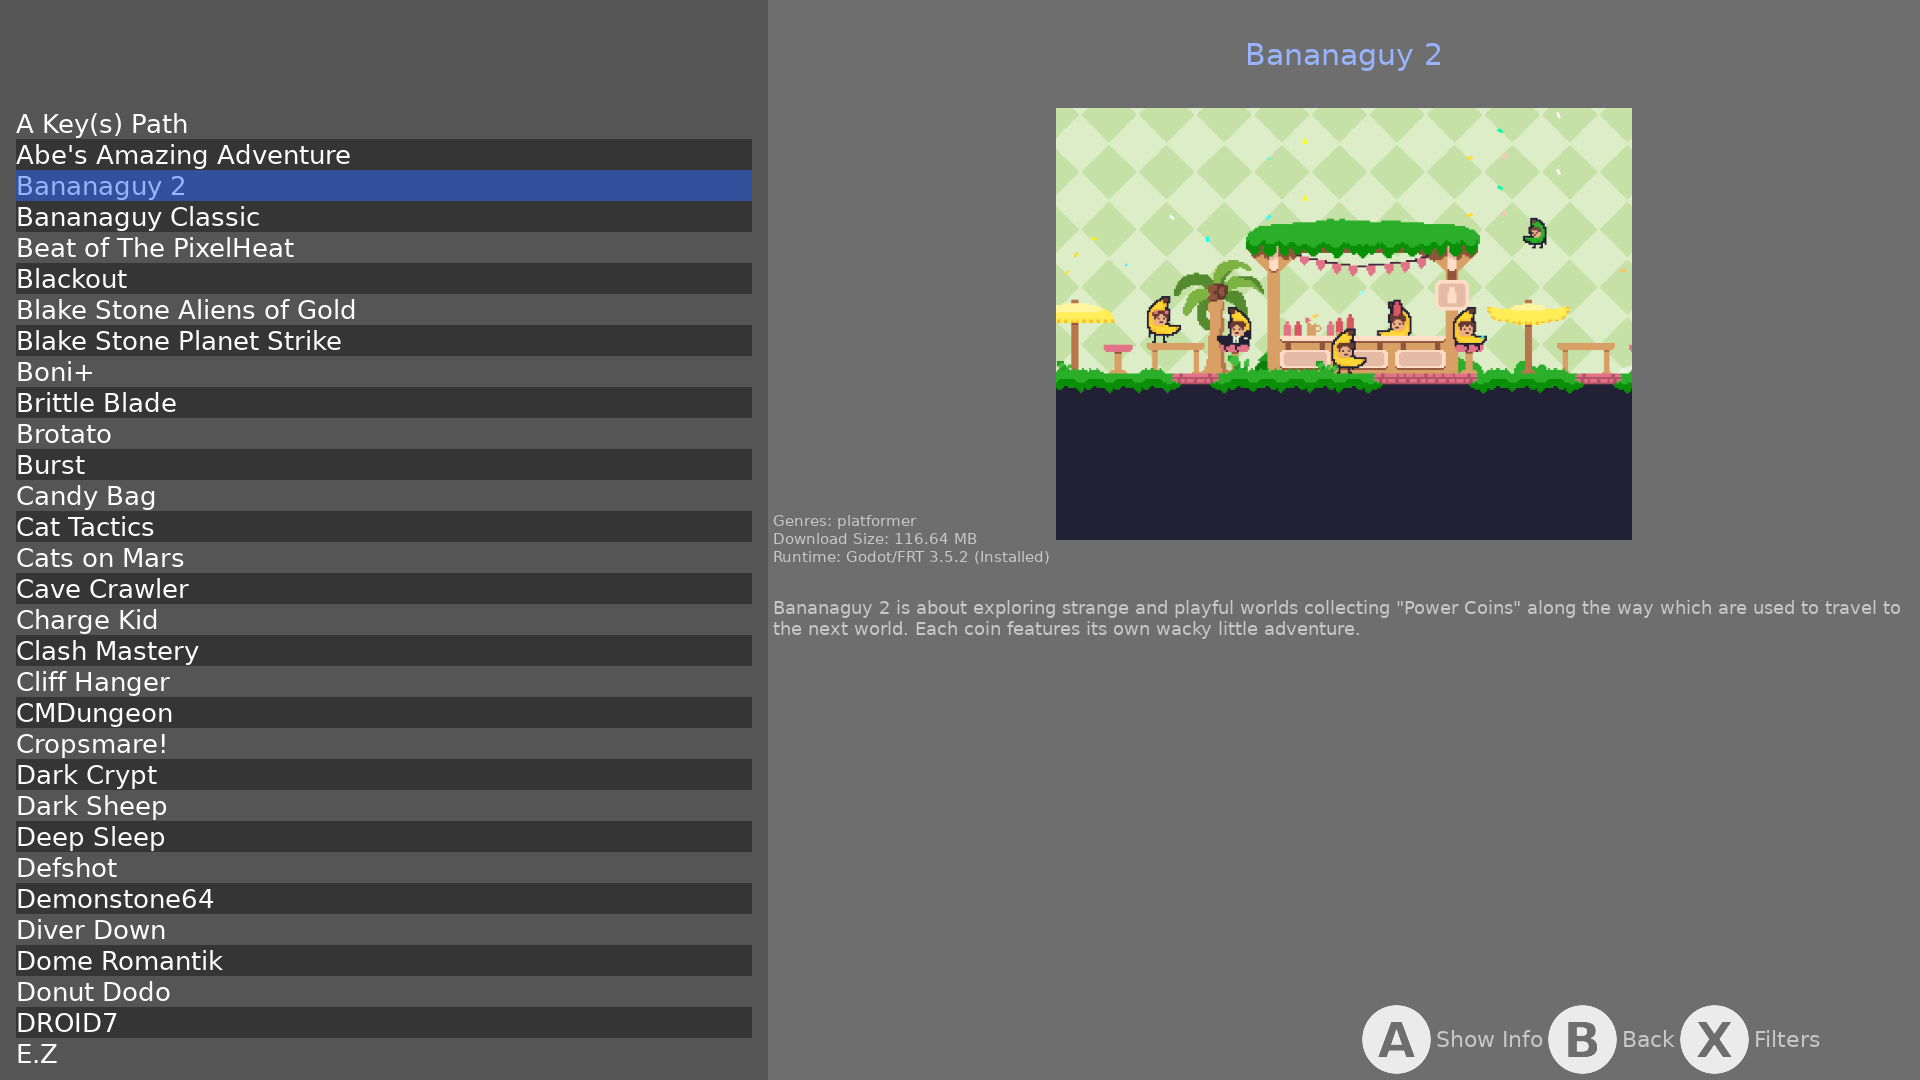 A Key(s) Path
Abe's Amazing Adventure
Bananaguy 2
Bananaguy Classic
Beat of The PixelHeat
Blackout
Blake Stone Aliens of Gold
Blake Stone Planet Strike
Boni+
Brittle Blade
Brotato
Burst
Candy Bag
Cat Tactics
Cats on Mars
Cave Crawler
Charge Kid
Clash Mastery
Cliff Hanger
CMDungeon
Cropsmare!
Dark Crypt
Dark Sheep
Deep Sleep
Defshot
Demonstone64
Diver Down
Dome Romantik
Donut Dodo
DROID7
E.Z
Bananaguy 2
Genres: platformer
Download Size: 116.64 MB
Runtime: Godot/FRT 3.5.2 (Installed)
Bananaguy 2 is about exploring strange and playful worlds collecting "Power Coins" along the way which are used to travel to
the next world. Each coin features its own wacky little adventure.
A Show Info B Back X Filters